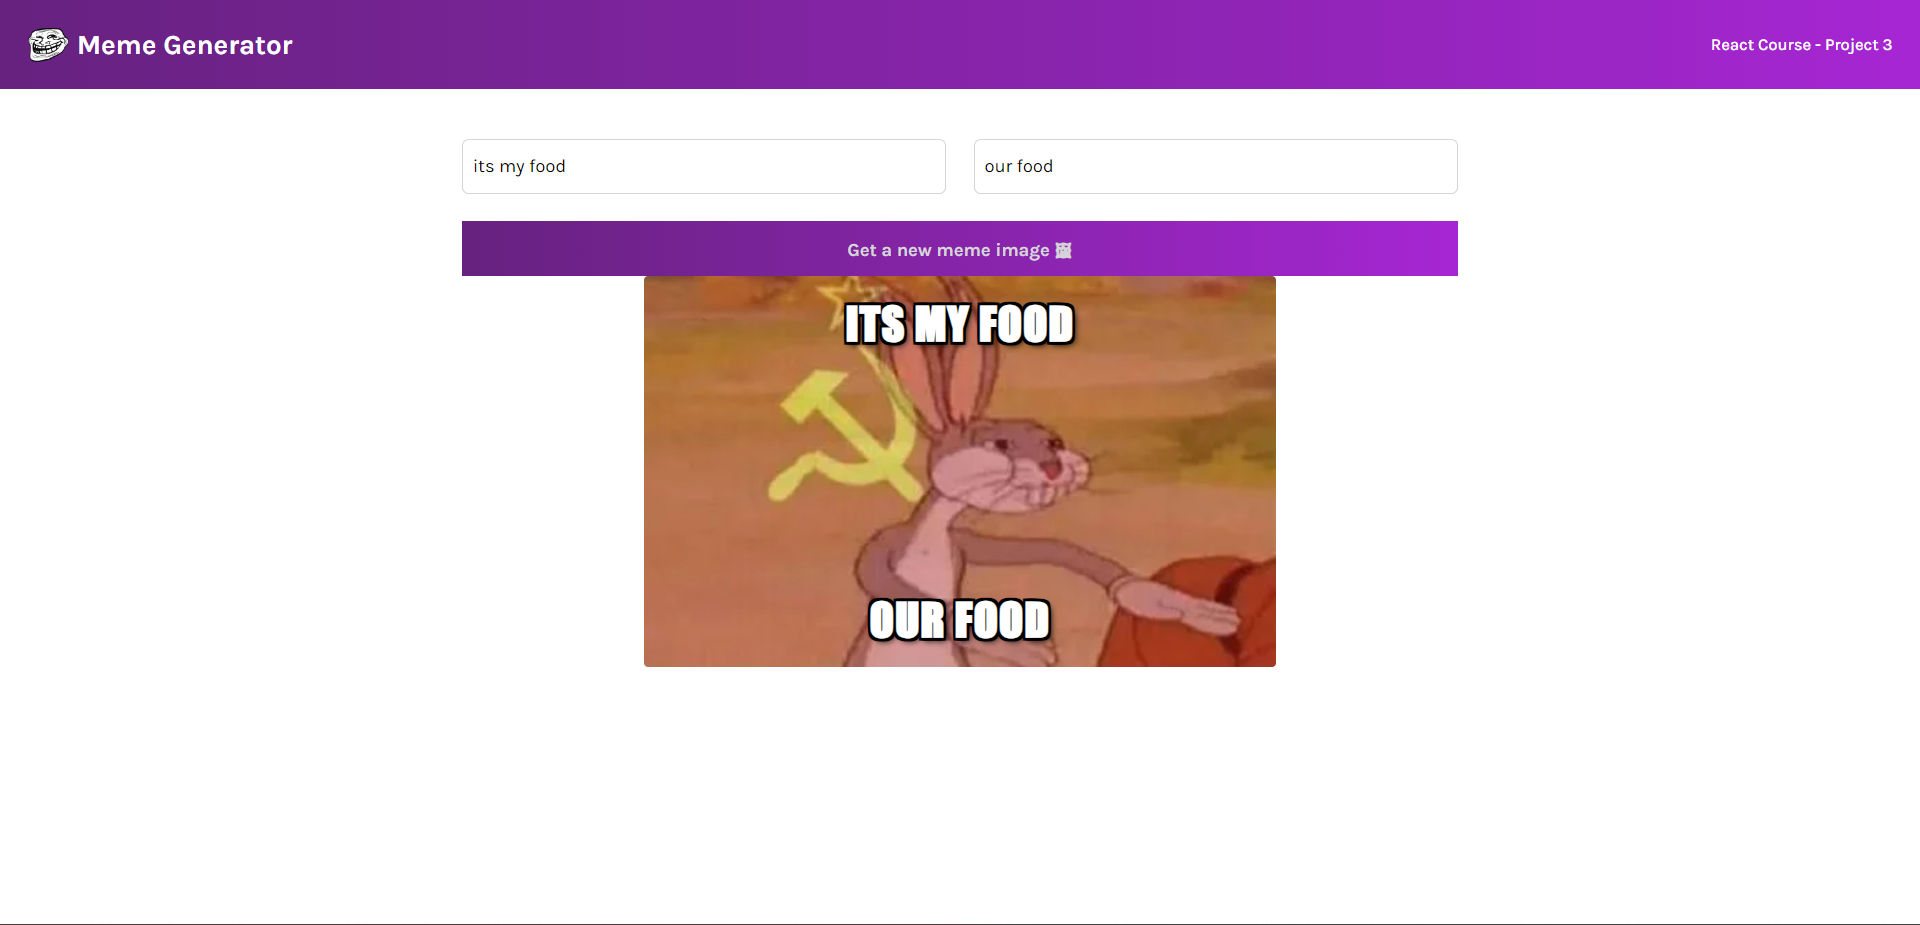 Meme Generator
React Course - Project 3
its my food
our food
Get a new meme image 🖼
ITS MY FOOD
OUR FOOD